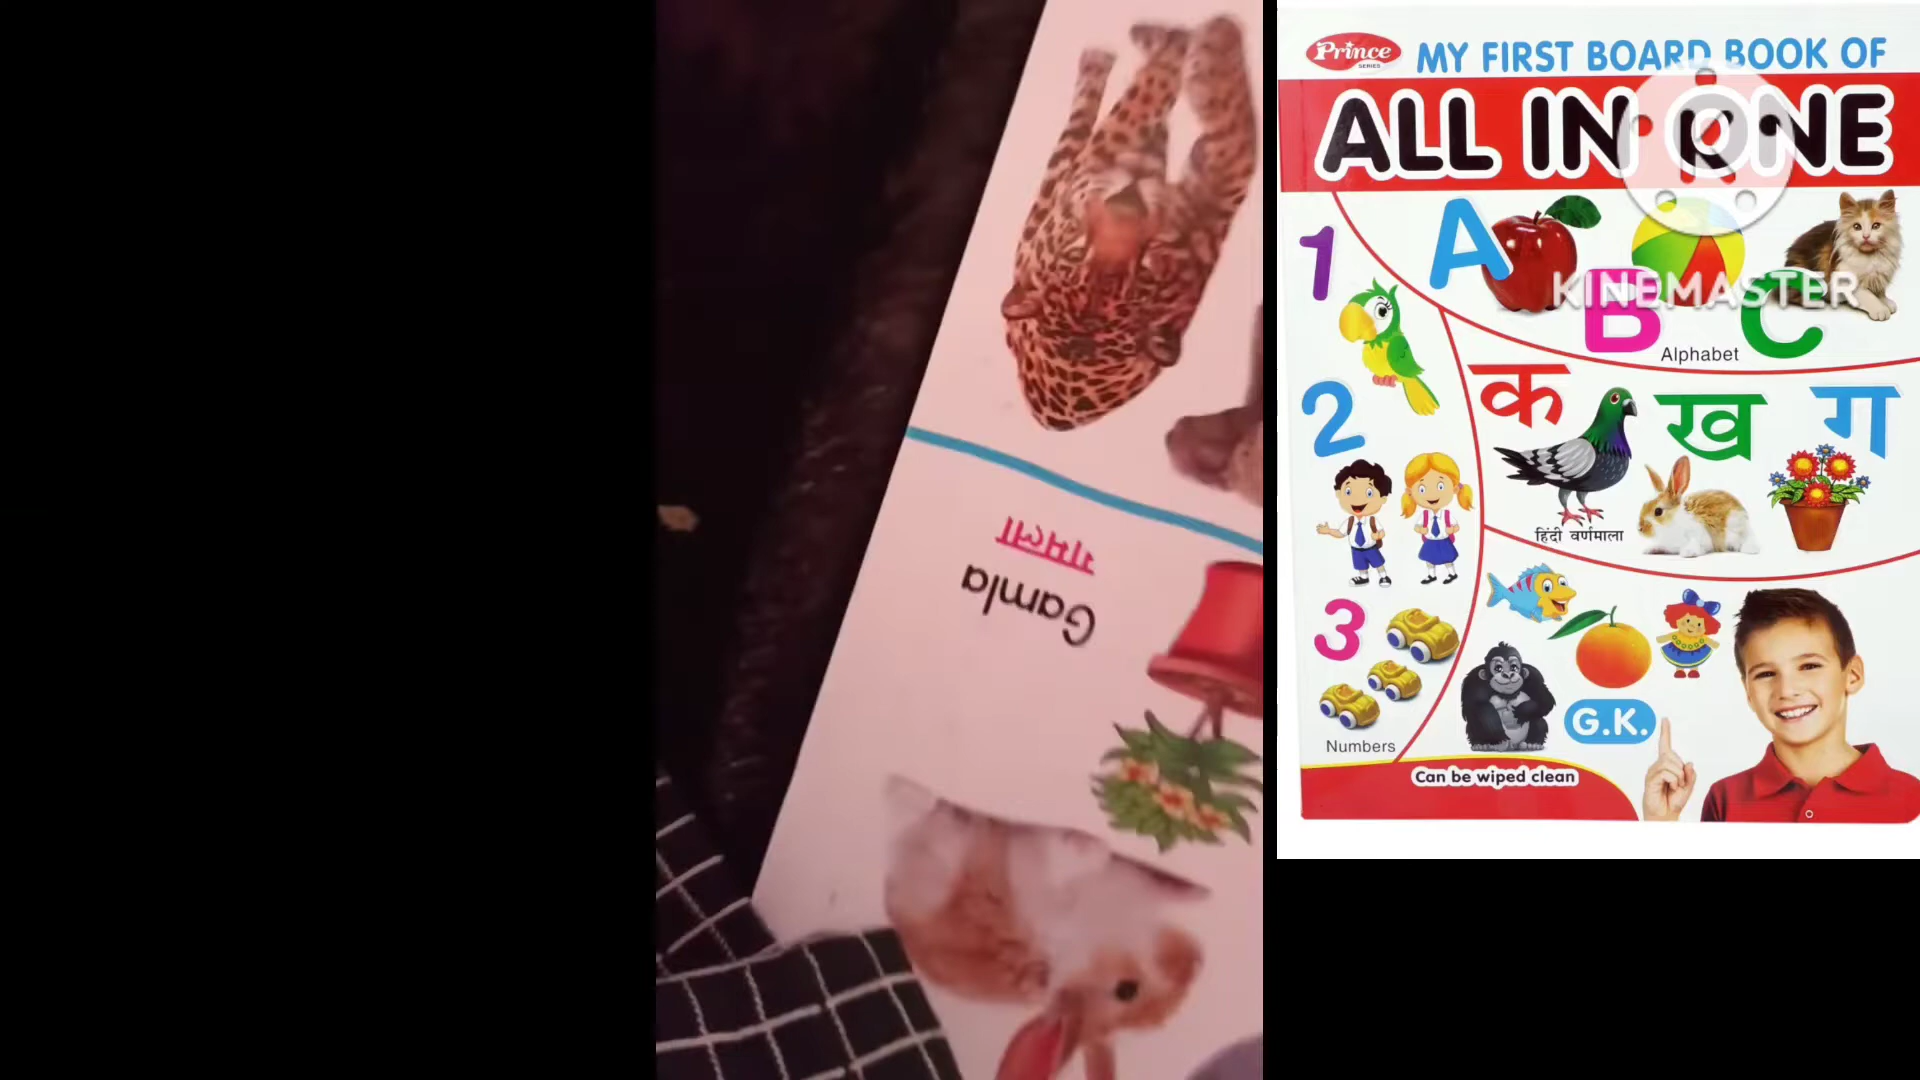 गमला
Gamla
Prince
SERIES
MY FIRST BOARD BOOK OF
ALL IN ONE
1
A
B
C
Alphabet
KINEMASTER
2
क
ख
ग
हिंदी वर्णमाला
3
G.K.
Numbers
Can be wiped clean